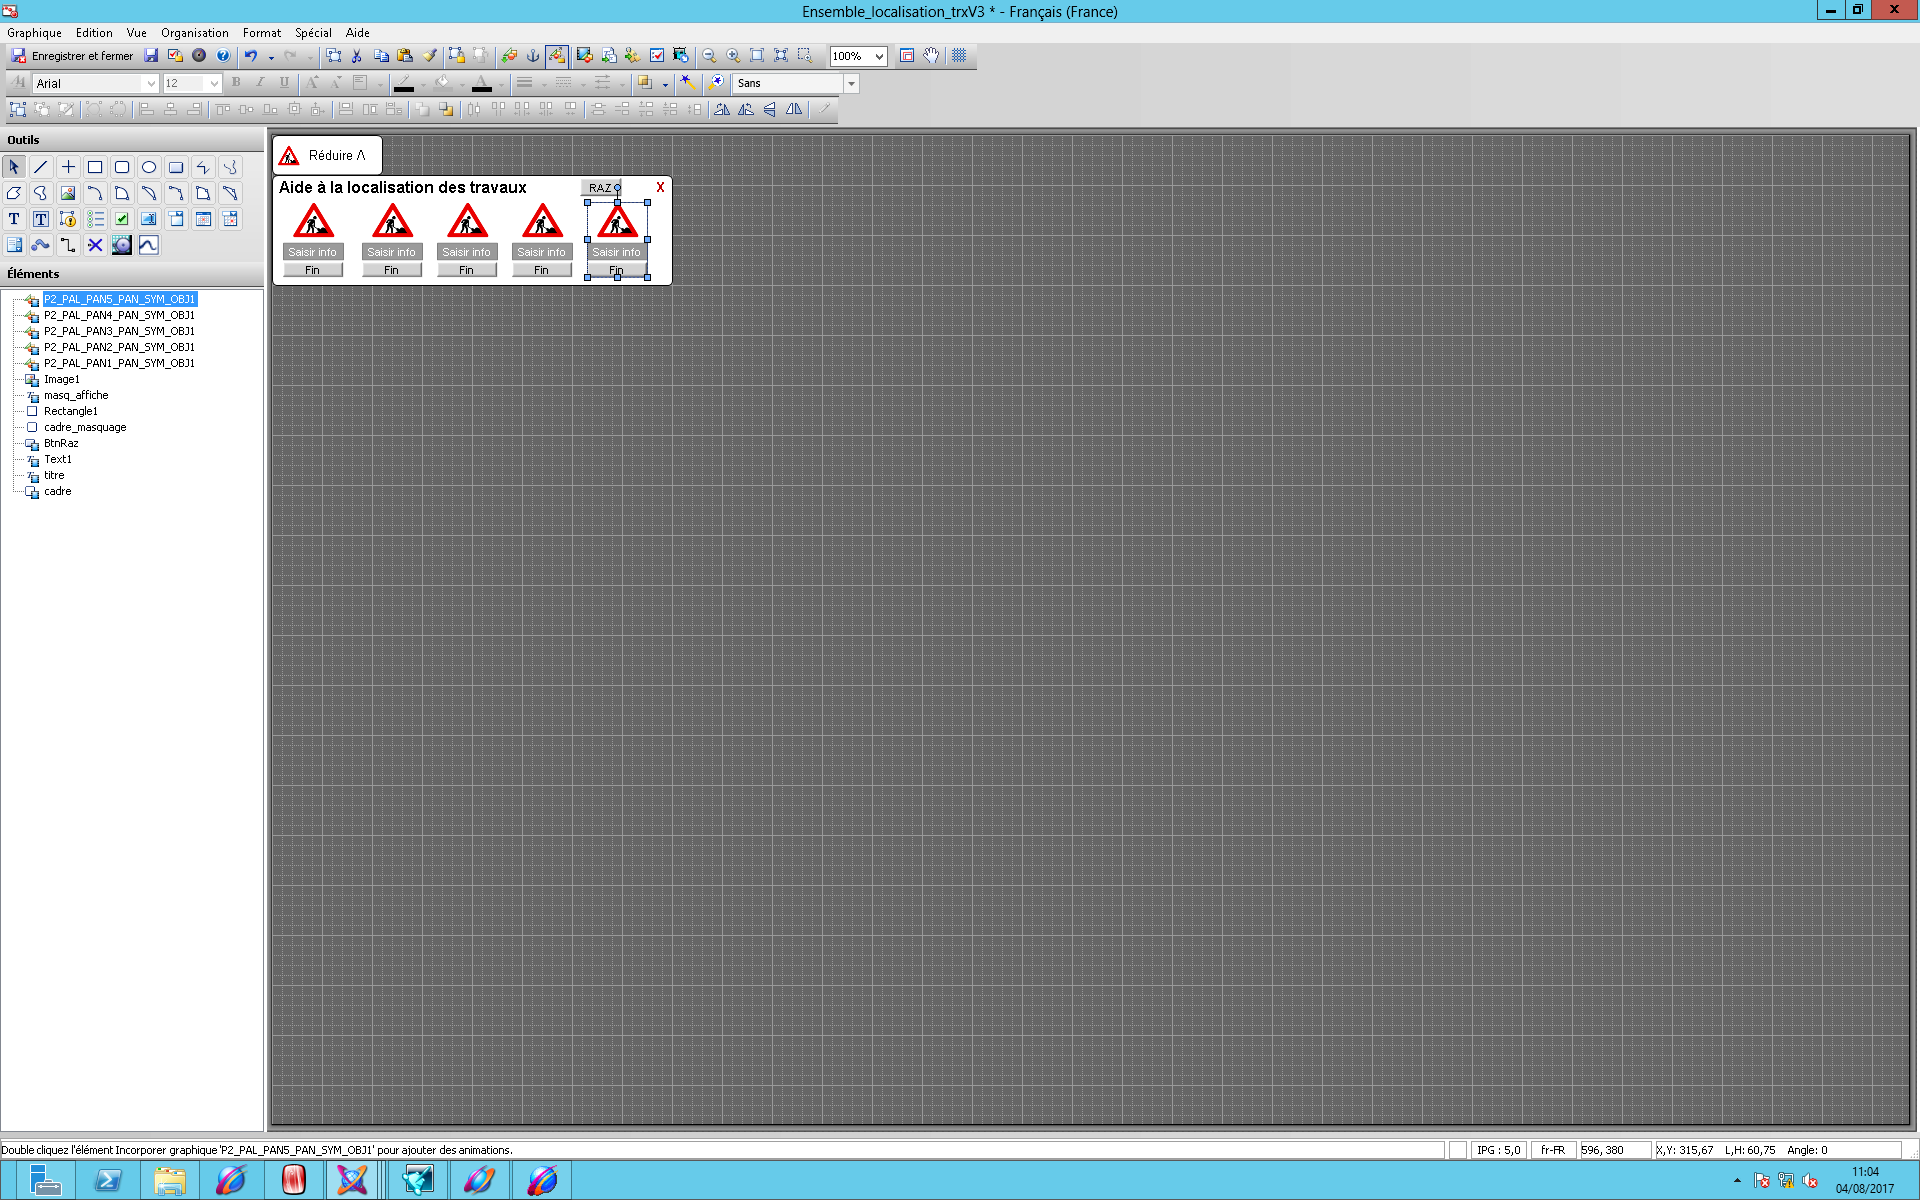 Ensemble_localisation_trxV3 * - Français (France)
Graphique Edition Vue Organisation Format Spécial Aide
Enregistrer et fermer 100%
Arial 12 B I U Sans
Outils
Éléments
P2_PAL_PAN5_PAN_SYM_OBJ1
P2_PAL_PAN4_PAN_SYM_OBJ1
P2_PAL_PAN3_PAN_SYM_OBJ1
P2_PAL_PAN2_PAN_SYM_OBJ1
P2_PAL_PAN1_PAN_SYM_OBJ1
Image1
masq_affiche
Rectangle1
cadre_masquage
BtnRaz
Text1
titre
cadre
Réduire Λ
Aide à la localisation des travaux RAZ X
Saisir info Saisir info Saisir info Saisir info Saisir info
Fin Fin Fin Fin Fin
Double cliquez l'élément Incorporer graphique 'P2_PAL_PAN5_PAN_SYM_OBJ1' pour ajouter des animations. IPG : 5,0 fr-FR 596, 380 X,Y: 315,67 L,H: 60,75 Angle: 0
11:04
04/08/2017